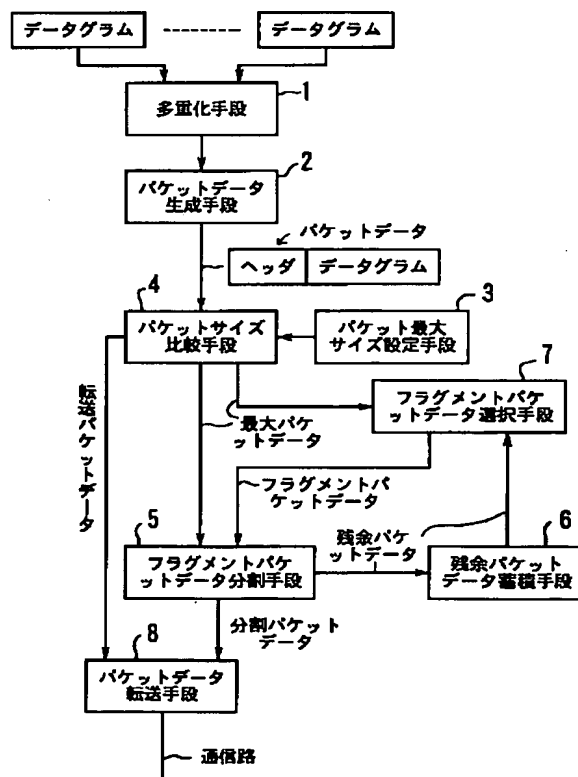 データグラム
データグラム
1
多重化手段
2
パケットデータ
生成手段
パケットデータ
ヘッダ
データグラム
4
パケットサイズ
比較手段
3
パケット最大
サイズ設定手段
7
フラグメントパケ
ットデータ選択手段
転送パケットデータ
最大パケ
ットデータ
フラグメントパ
ケットデータ
5
フラグメントパケ
ットデータ分割手段
残余パケ
ットデータ
6
残余パケット
データ蓄積手段
分割パケット
データ
8
パケットデータ
転送手段
通信路